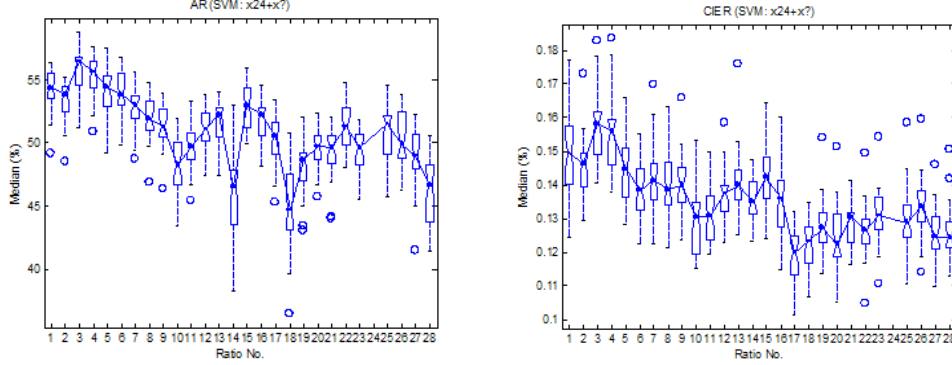 AR (SVM: x24+x?)
55
50
45
40
Median (%)
1 2 3 4 5 6 7 8 9 10 11 12 13 14 15 16 17 18 19 20 21 22 23 24 25 26 27 28
Ratio No.
CIER (SVM: x24+x?)
0.18
0.17
0.16
0.15
0.14
0.13
0.12
0.11
0.1
Median (%)
1 2 3 4 5 6 7 8 9 10 11 12 13 14 15 16 17 18 19 20 21 22 23 24 25 26 27 28
Ratio No.